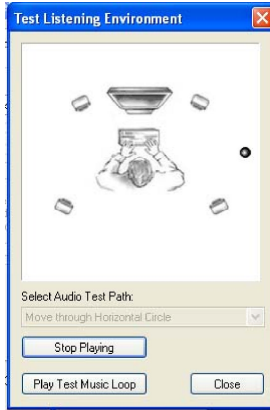 Test Listening Environment
Select Audio Test Path:
Move through Horizontal Circle
Stop Playing
Play Test Music Loop
Close